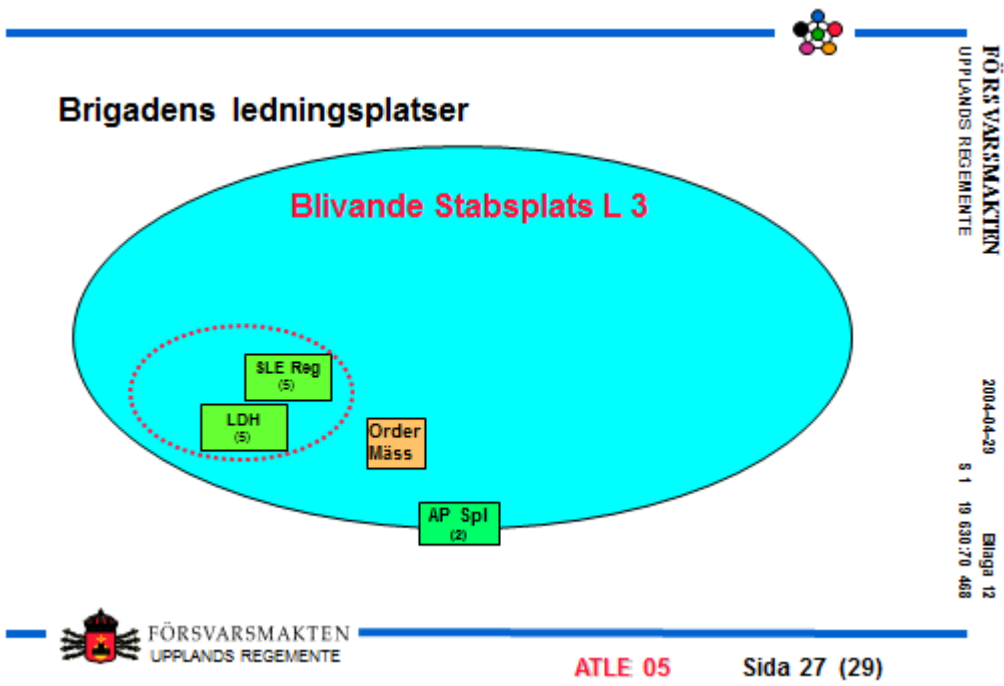 Brigadens ledningsplatser
Blivande Stabsplats L 3
SLE Reg
(5)
LDH
(5)
Order
Mäss
AP Spl
(2)
FÖRSVARSMAKTEN
UPPLANDS REGEMENTE
2004-04-29
Bilaga 12
S 1 19 630:70 468
FÖRSVARSMAKTEN
UPPLANDS REGEMENTE
ATLE 05
Sida 27 (29)